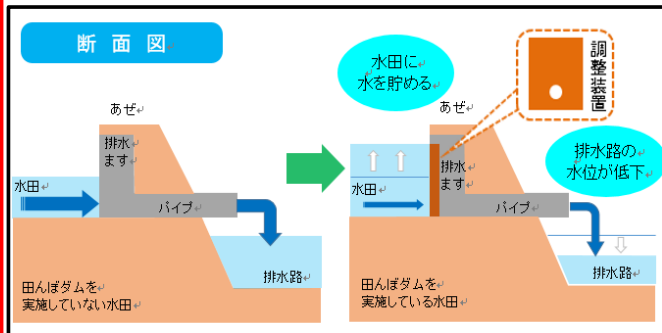 断面図
あぜ
排水
ます
水田
パイプ
排水路
田んぼダムを
実施していない水田
水田に
水を貯める
あぜ
調整装置
排水
ます
水田
パイプ
排水路の
水位が低下
排水路
田んぼダムを
実施している水田